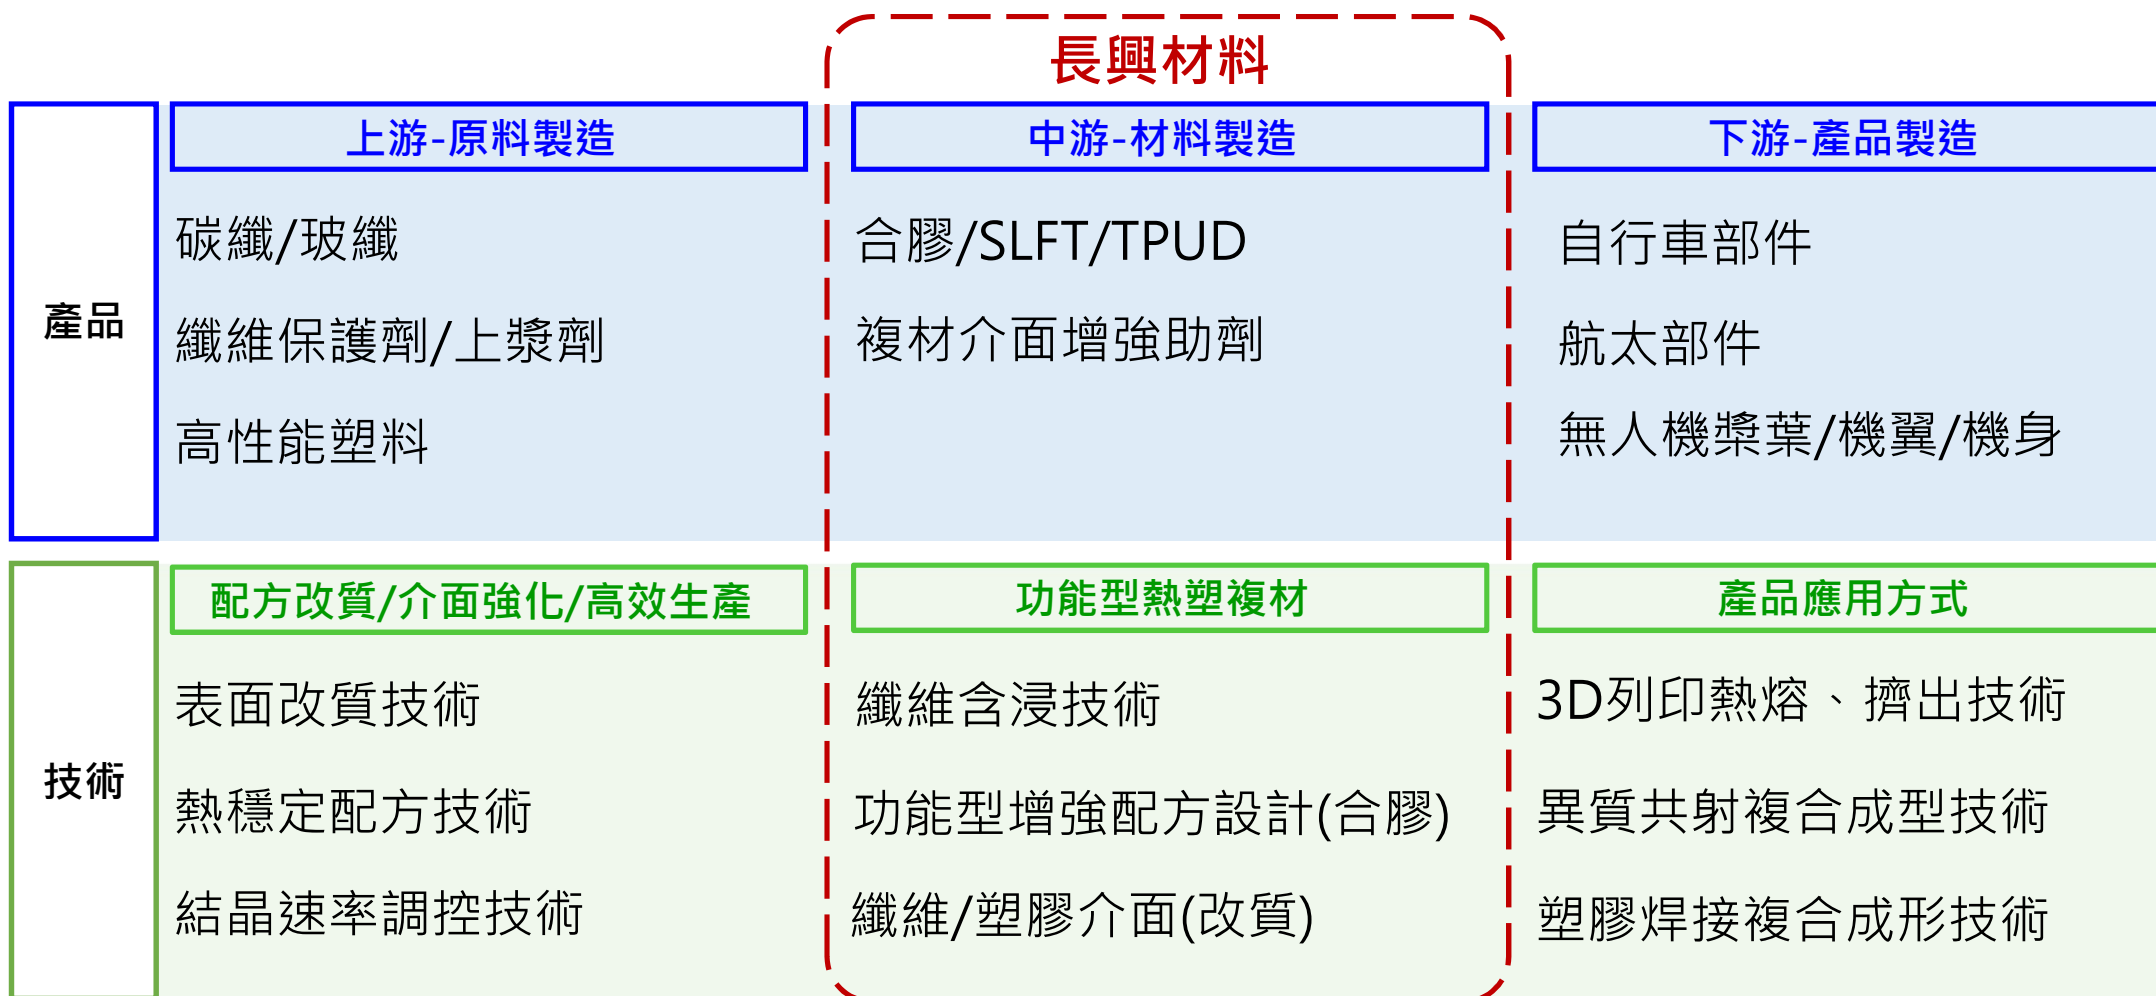 長興材料
上游-原料製造
中游-材料製造
下游-產品製造
產品
碳纖/玻纖
合膠/SLFT/TPUD
自行車部件
纖維保護劑/上漿劑
複材介面增強助劑
航太部件
高性能塑料
無人機槳葉/機翼/機身
配方改質/介面強化/高效生產
功能型熱塑複材
產品應用方式
技術
表面改質技術
纖維含浸技術
3D列印熱熔、擠出技術
熱穩定配方技術
功能型增強配方設計(合膠)
異質共射複合成型技術
結晶速率調控技術
纖維/塑膠介面(改質)
塑膠焊接複合成形技術